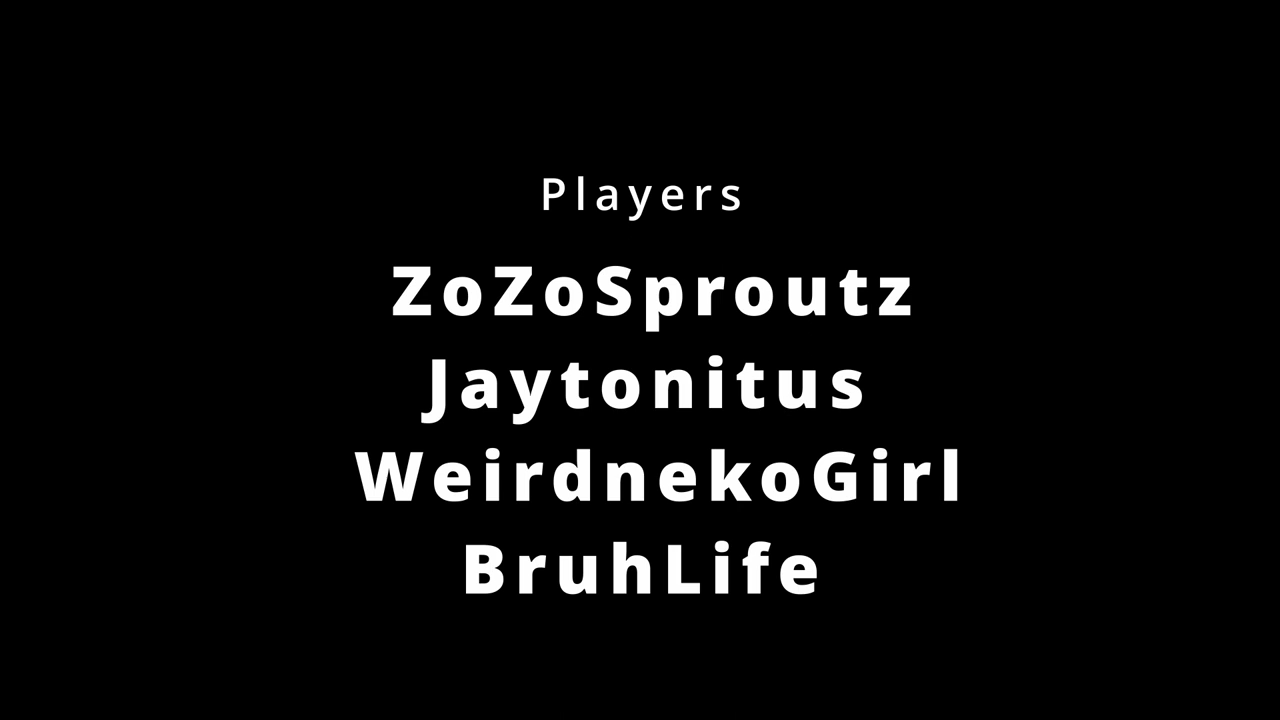 Players
ZoZoSproutz
Jaytonitus
WeirdnekoGirl
BruhLife